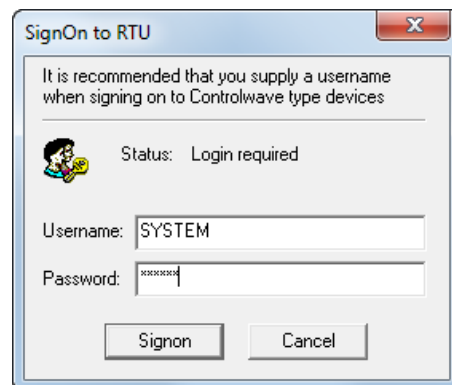 SignOn to RTU
It is recommended that you supply a username
when signing on to Controlwave type devices
Status: Login required
Username: SYSTEM
Password: ******
Signon Cancel